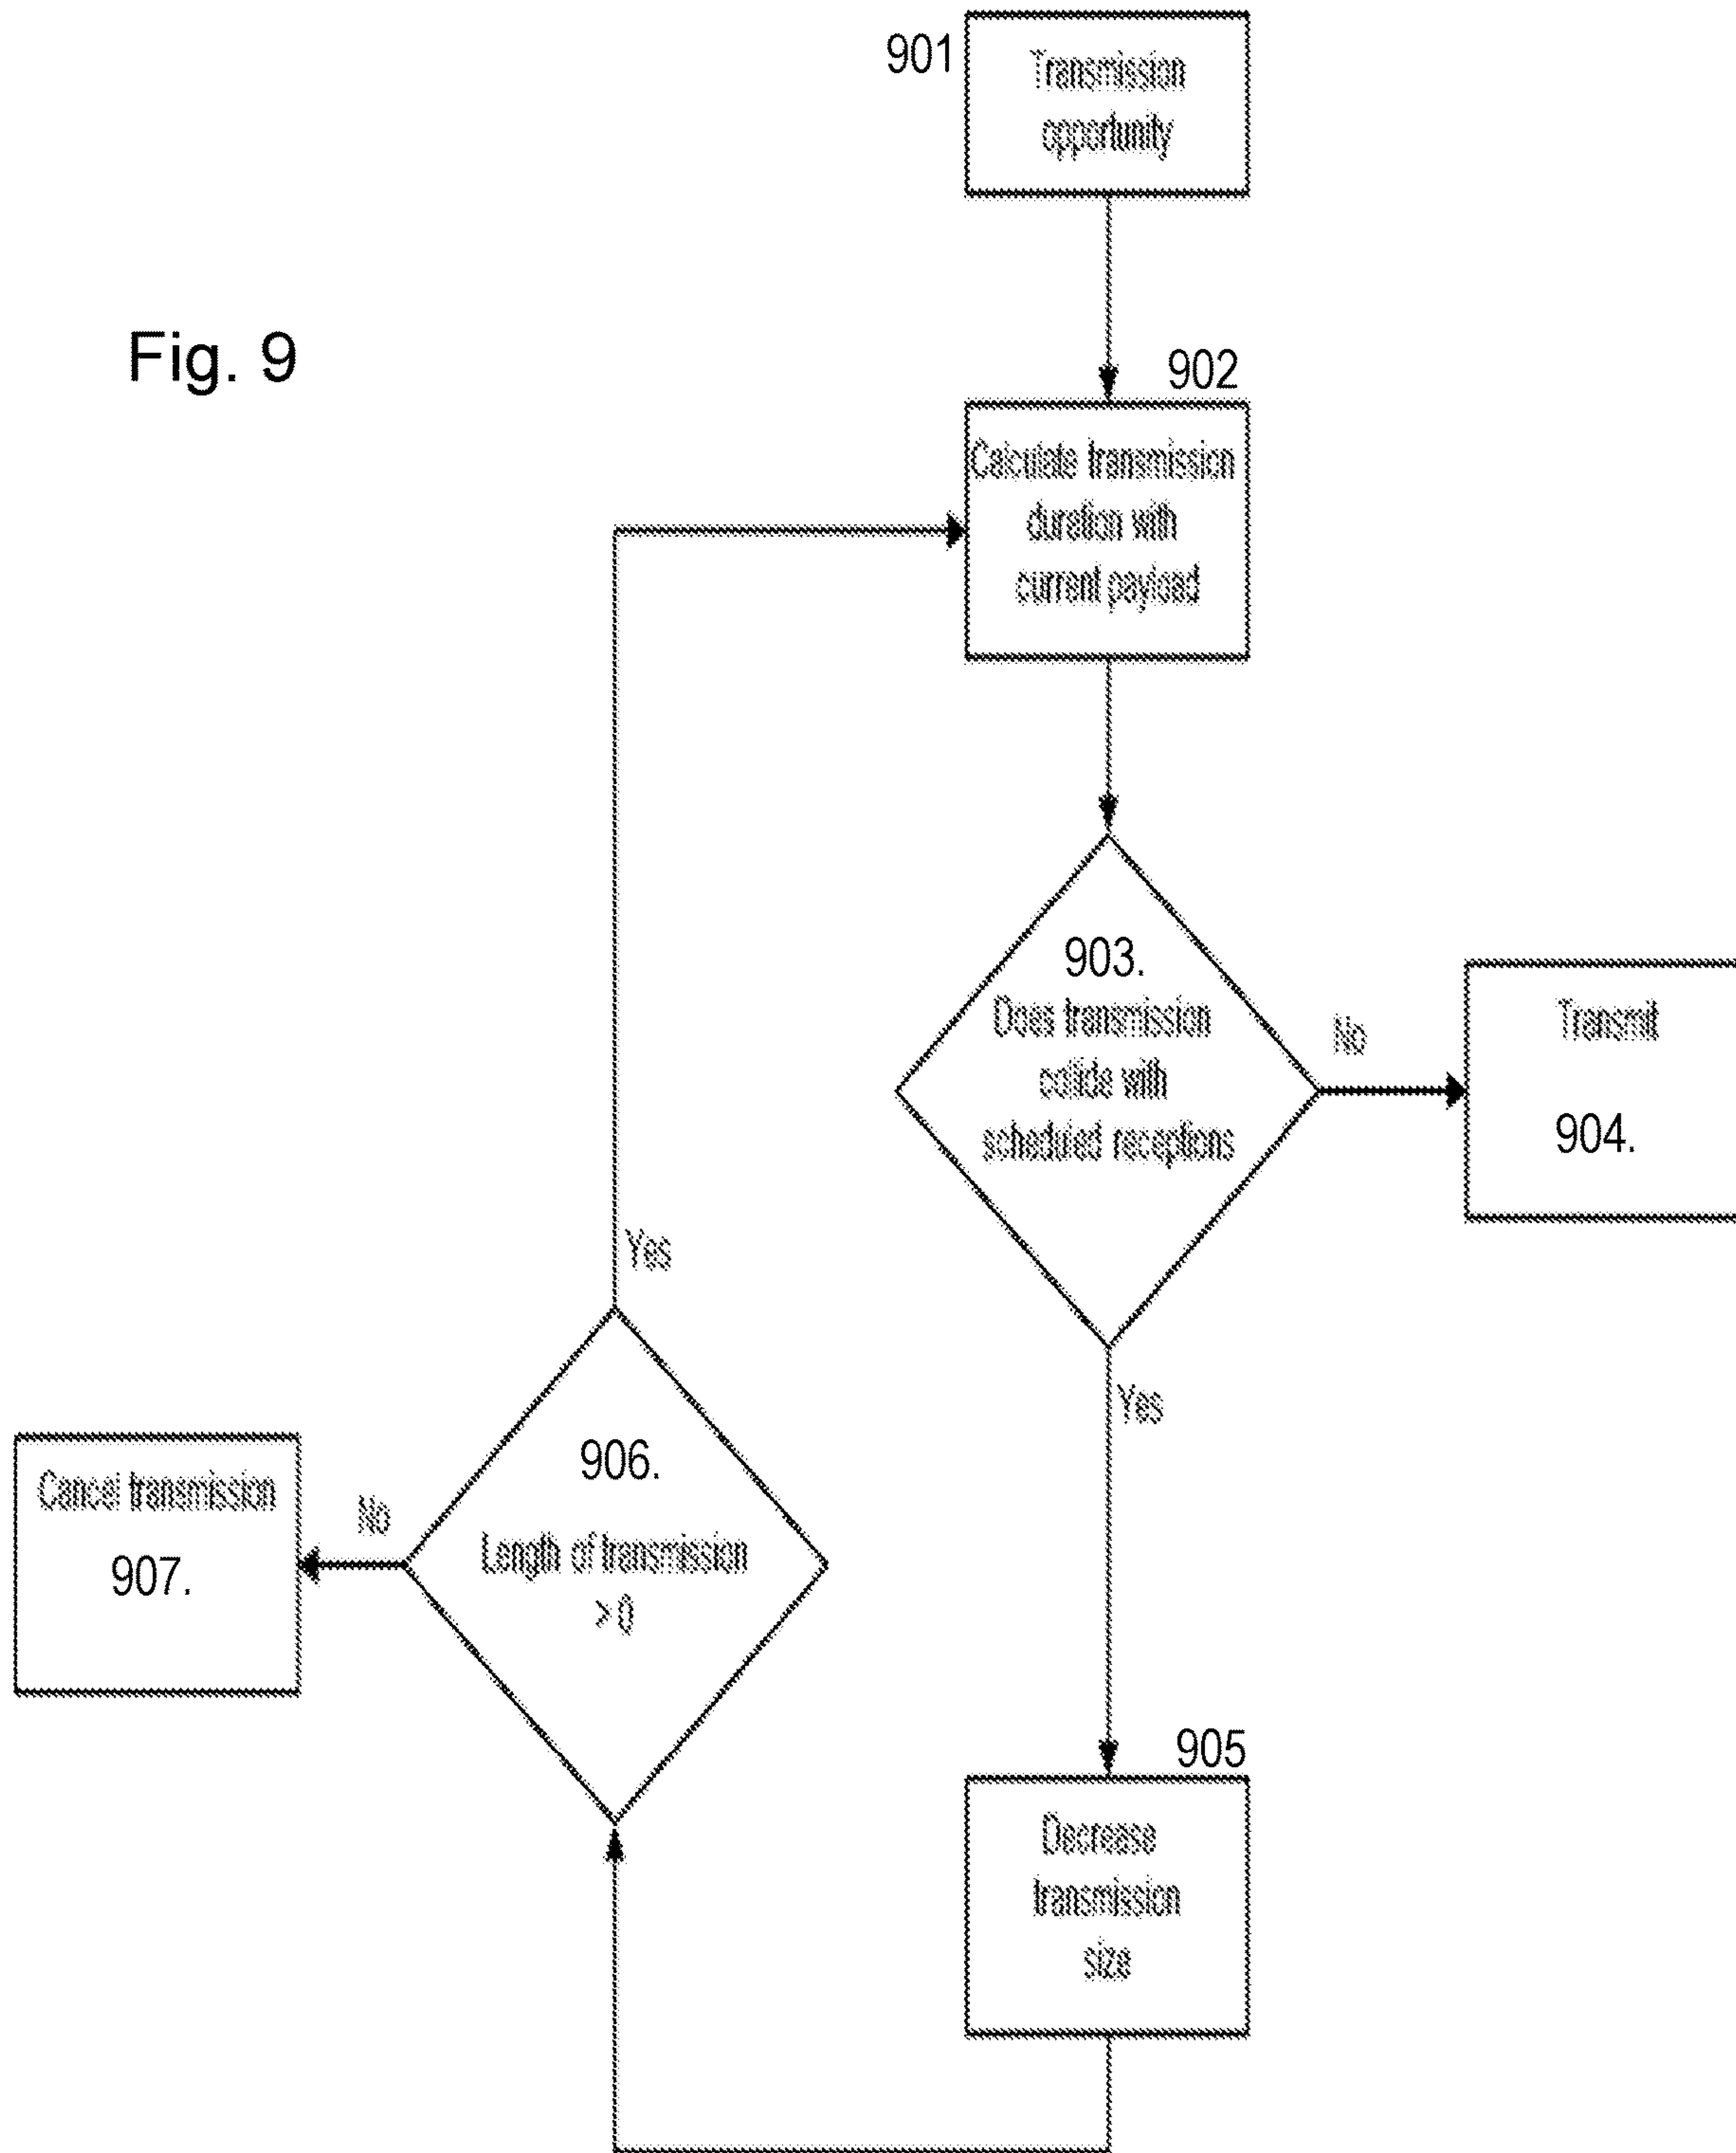 901
Transmission
opportunity
Fig. 9
902
Calculate transmission
duration with
current payload
903.
Does transmission
collide with
scheduled receptions
No
Transmit
904.
Yes
Yes
906.
Length of transmission
> 0
No
Cancel transmission
907.
905
Decrease
transmission
size